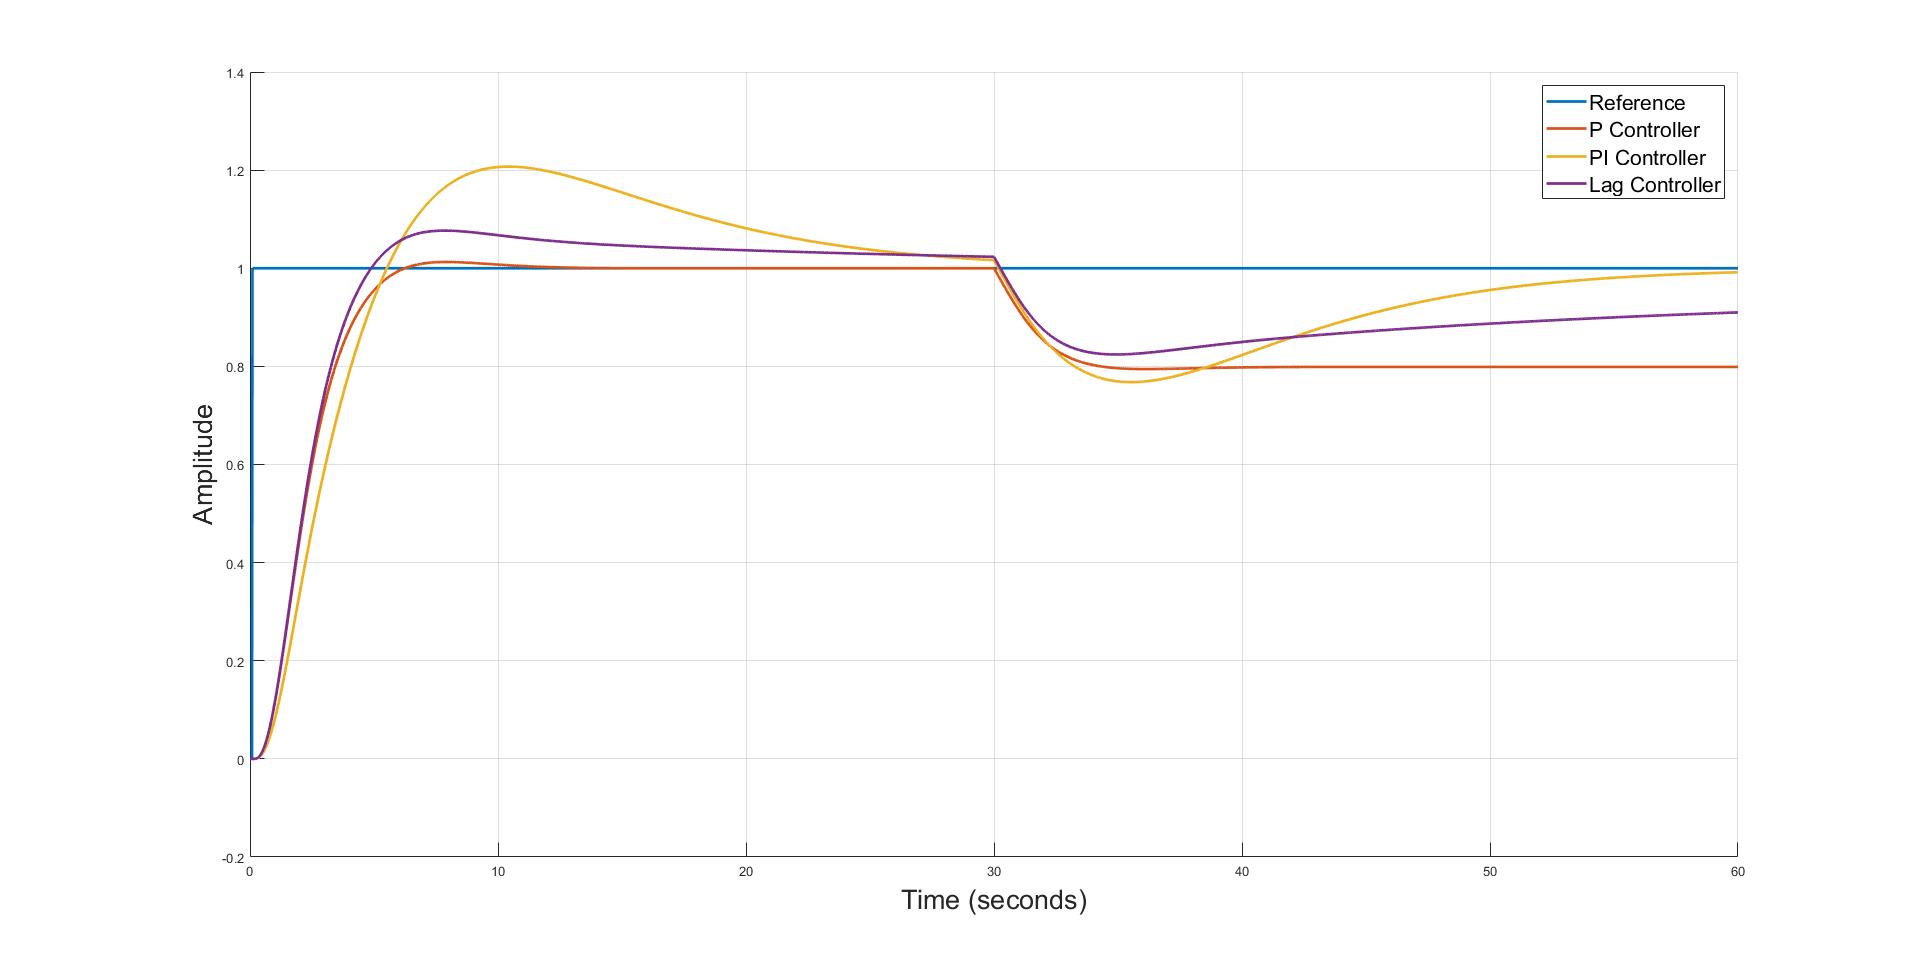 1.4
1.2
1
0.8
0.6
0.4
0.2
0
-0.2
0 10 20 30 40 50 60
Amplitude
Time (seconds)
Reference
P Controller
PI Controller
Lag Controller